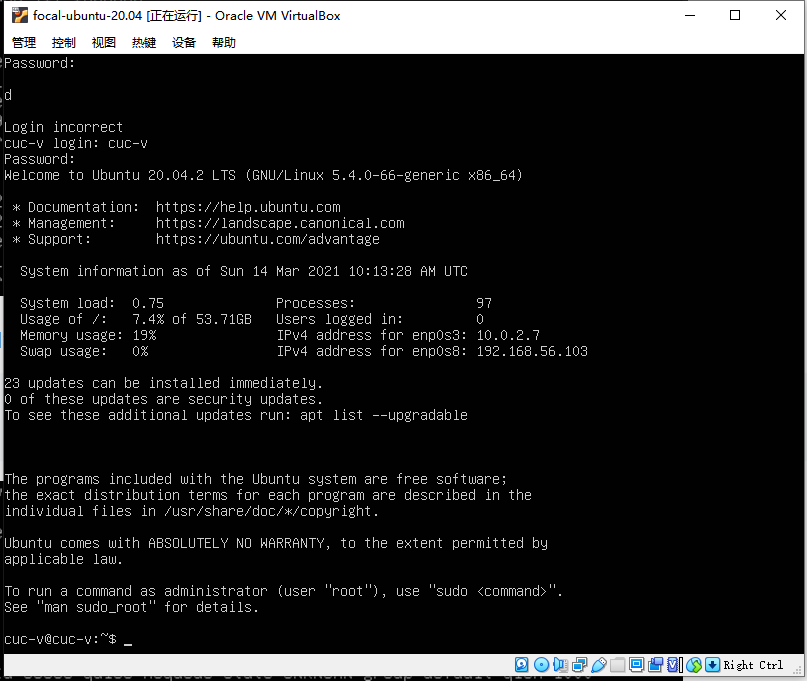 focal-ubuntu-20.04 [正在运行] - Oracle VM VirtualBox
管理 控制 视图 热键 设备 帮助
Password:
d
Login incorrect
cuc-v login: cuc-v
Password:
Welcome to Ubuntu 20.04.2 LTS (GNU/Linux 5.4.0-66-generic x86_64)
* Documentation: https://help.ubuntu.com
* Management: https://landscape.canonical.com
* Support: https://ubuntu.com/advantage
System information as of Sun 14 Mar 2021 10:13:28 AM UTC
System load: 0.75 Processes: 97
Usage of /: 7.4% of 53.71GB Users logged in: 0
Memory usage: 19% IPv4 address for enp0s3: 10.0.2.7
Swap usage: 0% IPv4 address for enp0s8: 192.168.56.103
23 updates can be installed immediately.
0 of these updates are security updates.
To see these additional updates run: apt list --upgradable
The programs included with the Ubuntu system are free software;
the exact distribution terms for each program are described in the
individual files in /usr/share/doc/*/copyright.
Ubuntu comes with ABSOLUTELY NO WARRANTY, to the extent permitted by
applicable law.
To run a command as administrator (user "root"), use "sudo <command>".
See "man sudo_root" for details.
cuc-v@cuc-v:~$ _
Right Ctrl